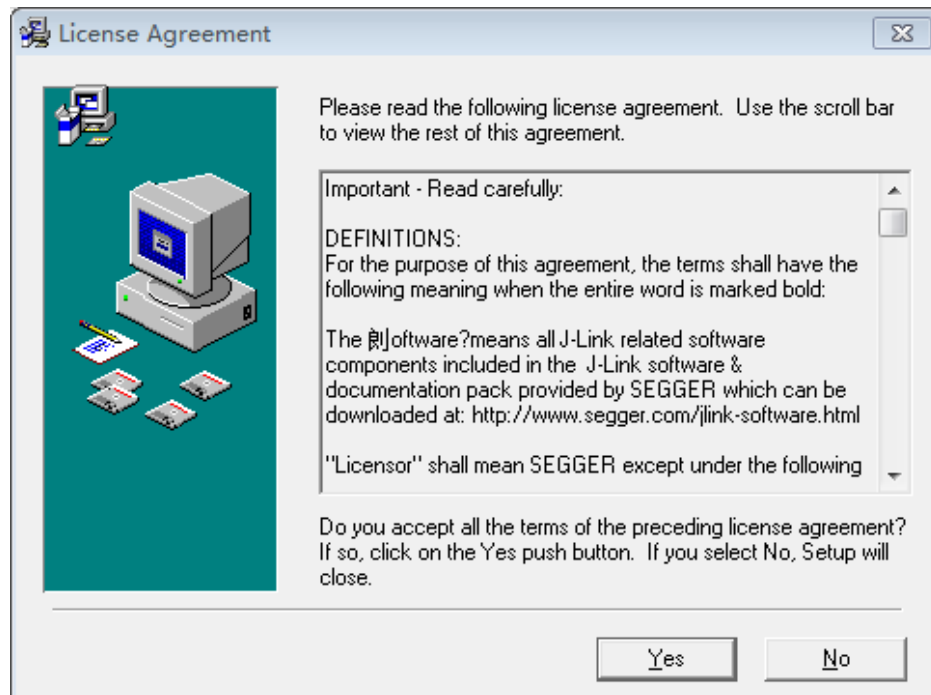 License Agreement
Please read the following license agreement.  Use the scroll bar
to view the rest of this agreement.
Important - Read carefully:
DEFINITIONS:
For the purpose of this agreement, the terms shall have the
following meaning when the entire word is marked bold:
The 剆oftware?means all J-Link related software
components included in the  J-Link software &
documentation pack provided by SEGGER which can be
downloaded at: http://www.segger.com/jlink-software.html
"Licensor" shall mean SEGGER except under the following
Do you accept all the terms of the preceding license agreement?
If so, click on the Yes push button.  If you select No, Setup will
close.
Yes
No